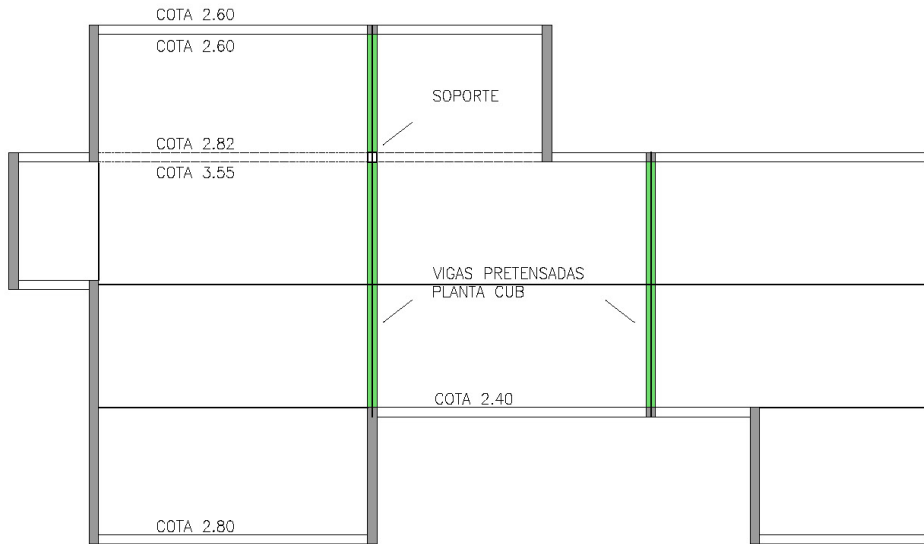 COTA 2.60
COTA 2.60
SOPORTE
COTA 2.82
COTA 3.55
VIGAS PRETENSADAS
PLANTA CUB
COTA 2.40
COTA 2.80